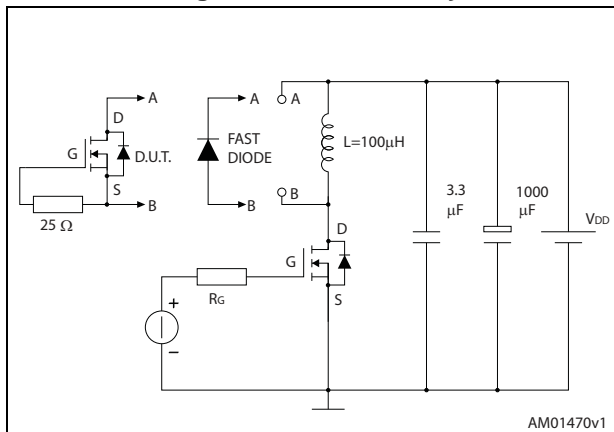 A
D
G
D.U.T.
S
B
25 Ω
A
FAST
DIODE
B
A
L=100μH
B
D
G
S
RG
+
–
3.3
μF
1000
μF
VDD
AM01470v1